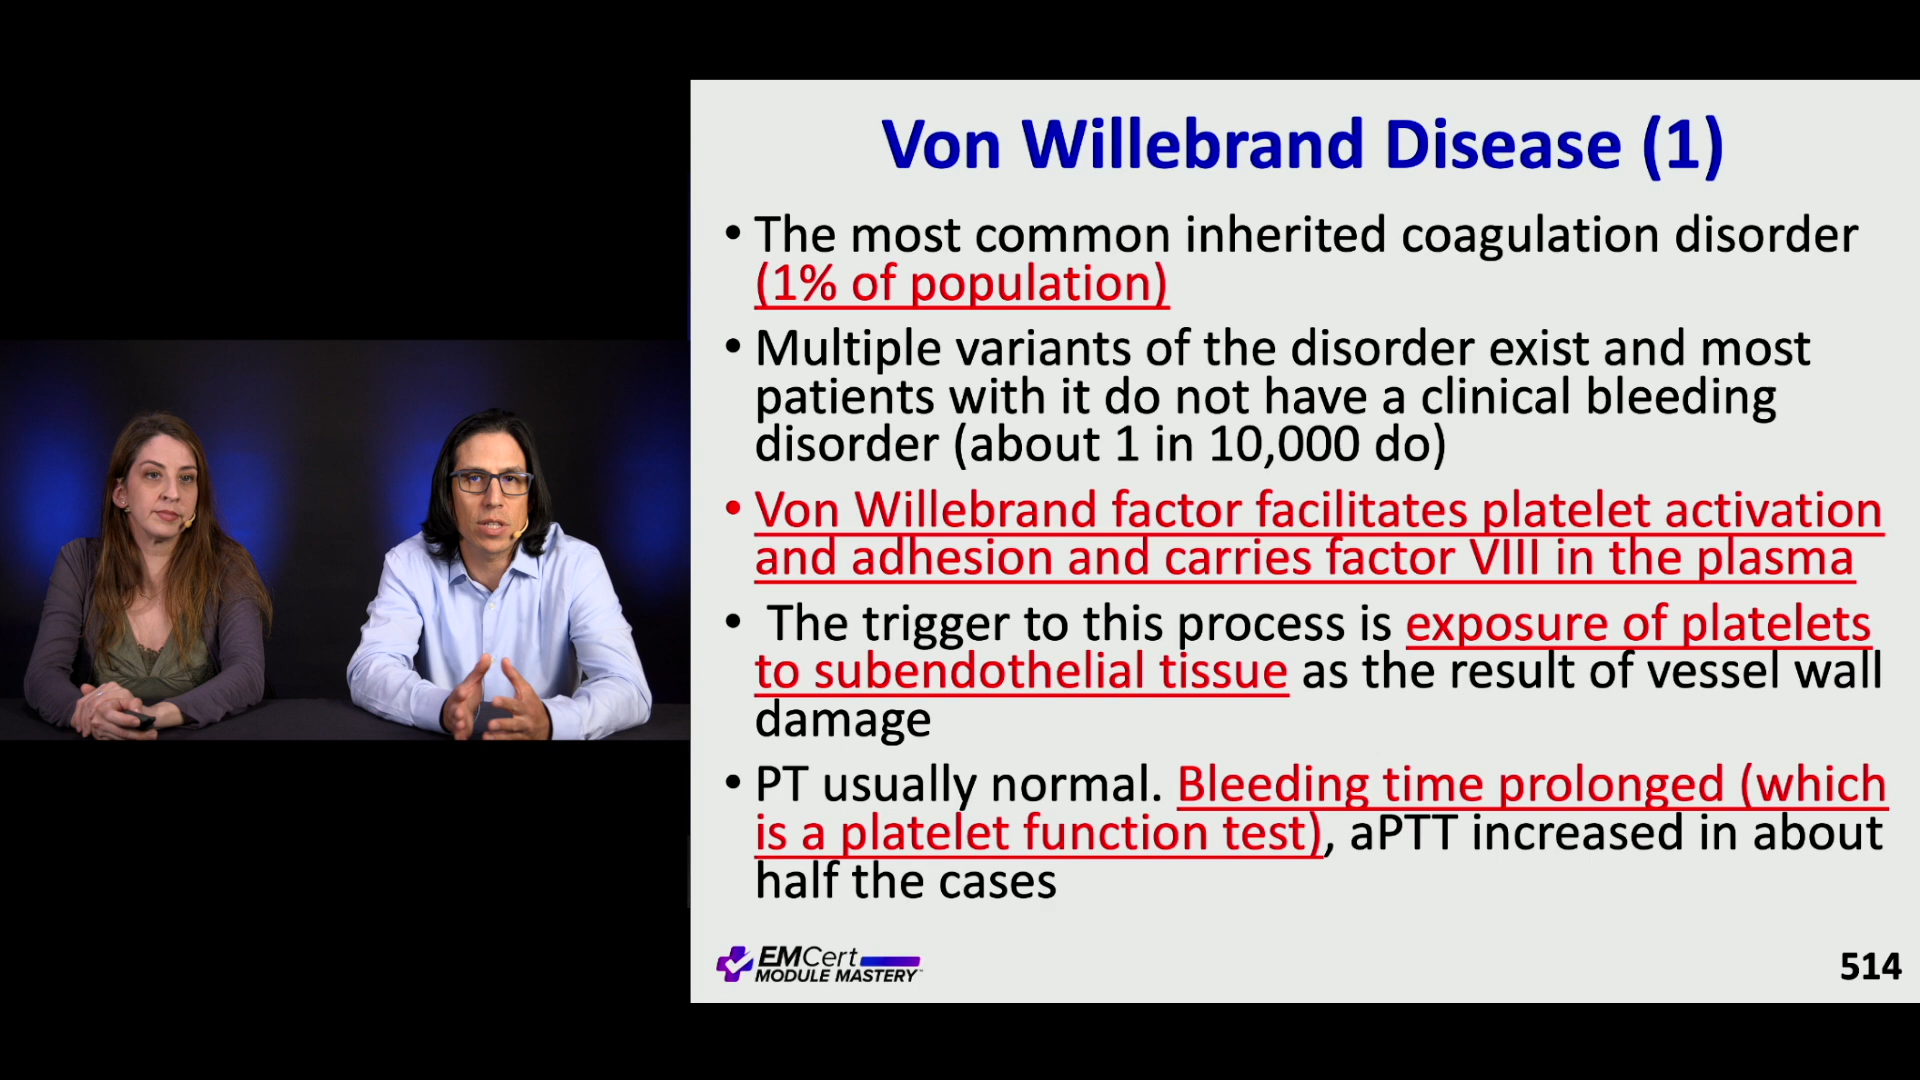 Von Willebrand Disease (1)
• The most common inherited coagulation disorder
(1% of population)
• Multiple variants of the disorder exist and most
patients with it do not have a clinical bleeding
disorder (about 1 in 10,000 do)
• Von Willebrand factor facilitates platelet activation
and adhesion and carries factor VIII in the plasma
• The trigger to this process is exposure of platelets
to subendothelial tissue as the result of vessel wall
damage
• PT usually normal. Bleeding time prolonged (which
is a platelet function test), aPTT increased in about
half the cases
EMCert
MODULE MASTERY
514